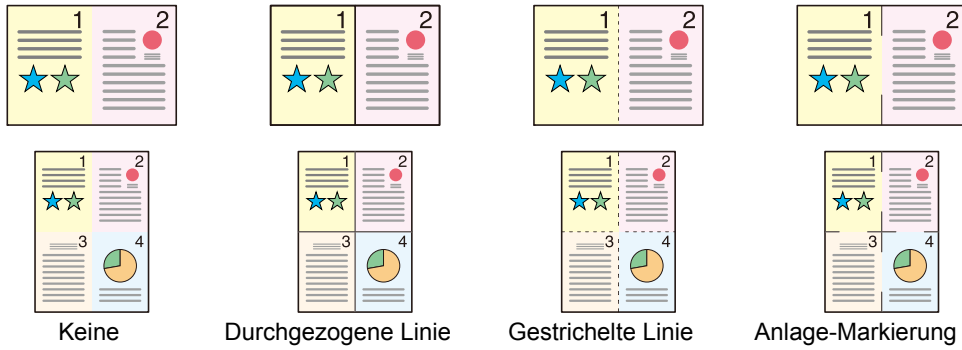 1 2 1 2 1 2 1 2
1 2 1 2 1 2 1 2
3 4 3 4 3 4 3 4
Keine Durchgezogene Linie Gestrichelte Linie Anlage-Markierung